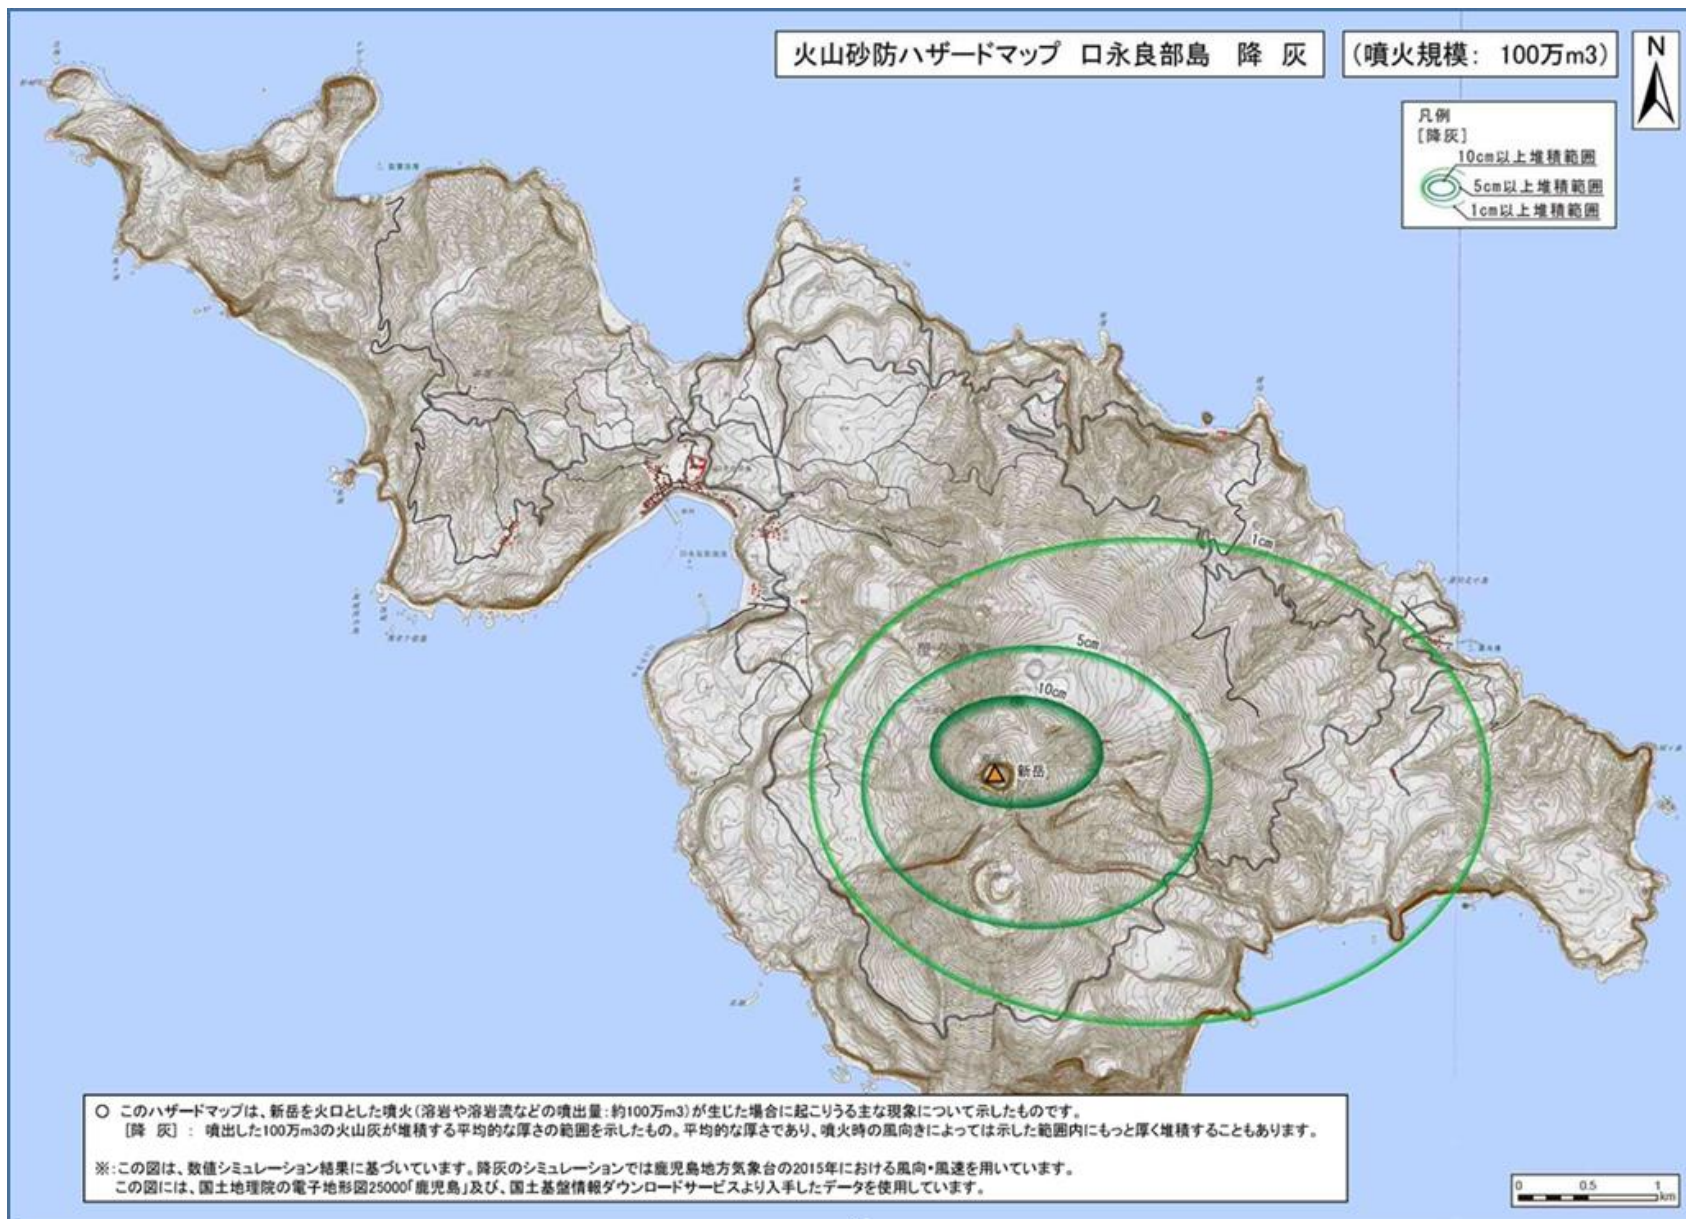 火山砂防ハザードマップ 口永良部島 降 灰
(噴火規模: 100万m3)
N
凡例
[降灰]
10cm以上堆積範囲
5cm以上堆積範囲
1cm以上堆積範囲
1cm
5cm
10cm
新岳
○ このハザードマップは、新岳を火口とした噴火(溶岩や溶岩流などの噴出量:約100万m3)が生じた場合に起こりうる主な現象について示したものです。
[降 灰] : 噴出した100万m3の火山灰が堆積する平均的な厚さの範囲を示したもの。平均的な厚さであり、噴火時の風向きによっては示した範囲内にもっと厚く堆積することもあります。
※:この図は、数値シミュレーション結果に基づいています。降灰のシミュレーションでは鹿児島地方気象台の2015年における風向・風速を用いています。
この図には、国土地理院の電子地形図25000「鹿児島」及び、国土基盤情報ダウンロードサービスより入手したデータを使用しています。
0 0.5 1
km